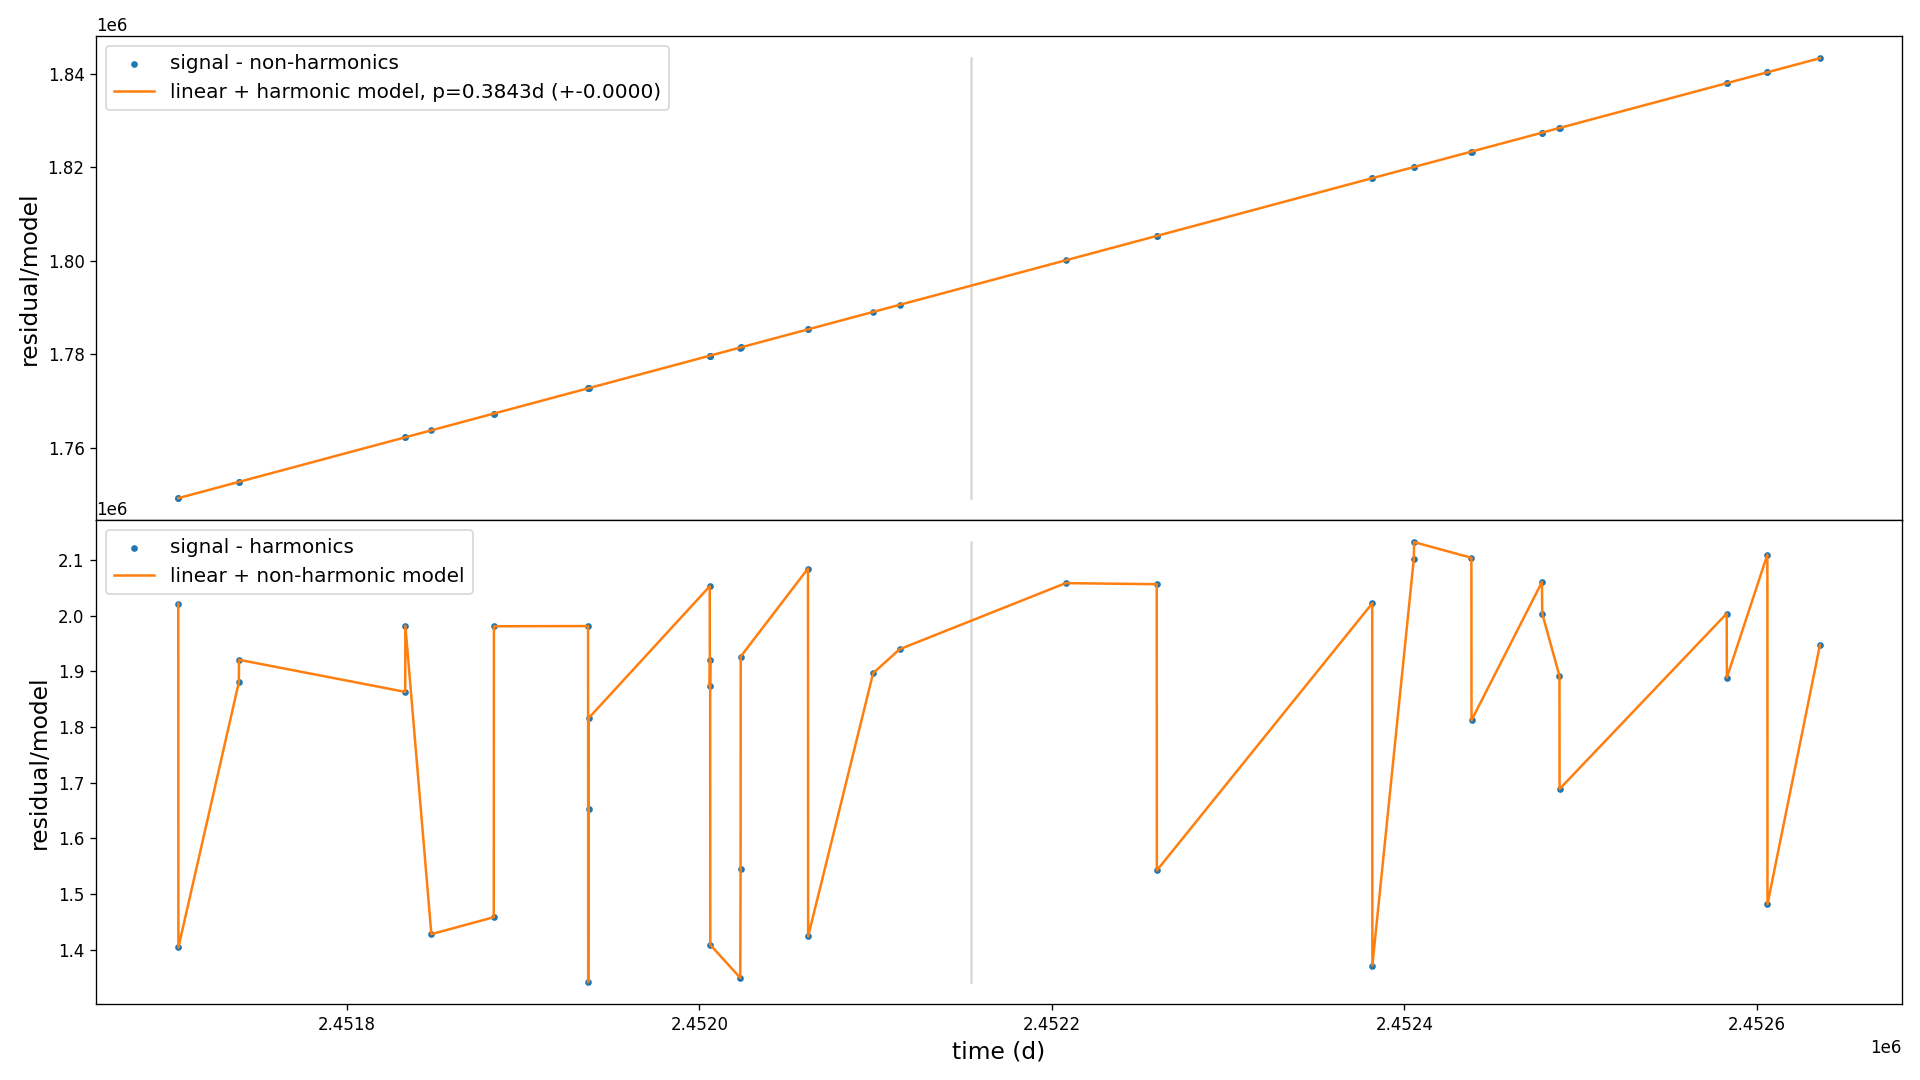 1e6
signal - non-harmonics
linear + harmonic model, p=0.3843d (+-0.0000)
1.84
1.82
1.80
1.78
1.76
residual/model
1e6
signal - harmonics
linear + non-harmonic model
2.1
2.0
1.9
1.8
1.7
1.6
1.5
1.4
residual/model
2.4518
2.4520
2.4522
2.4524
2.4526
time (d)
1e6